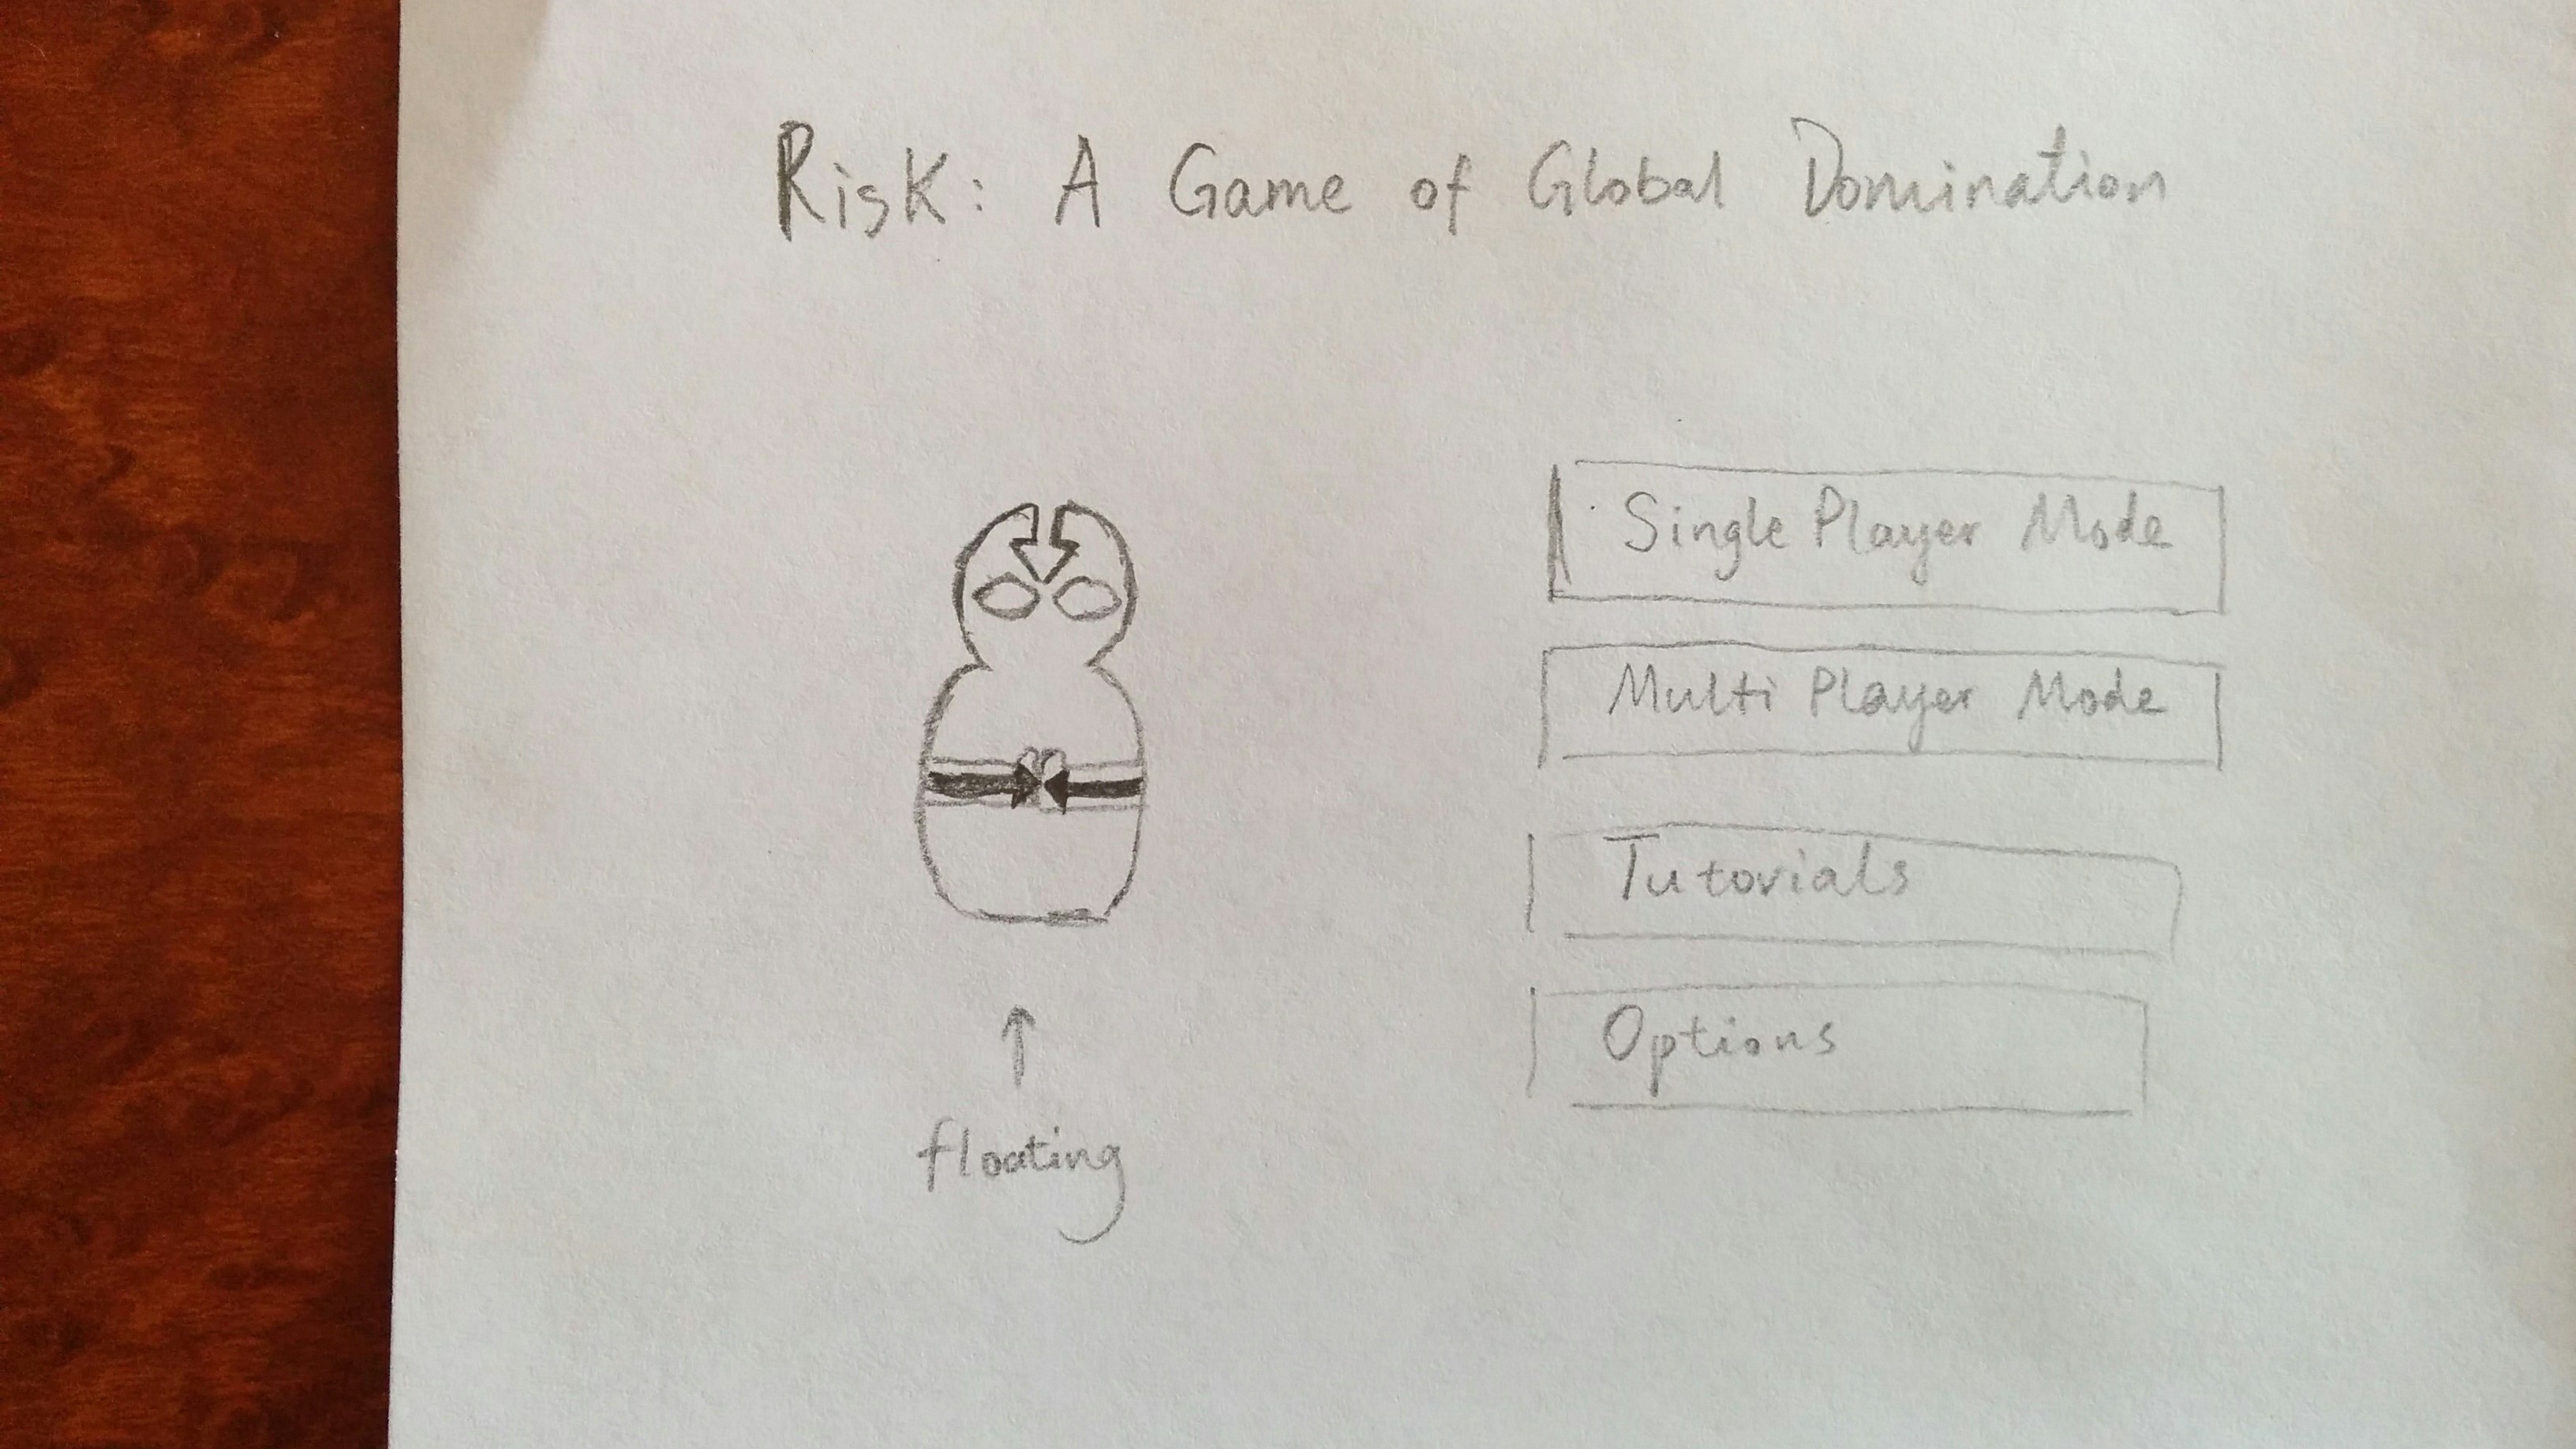 Risk: A Game of Global Domination
Single Player Mode
Multi Player Mode
Tutorials
Options
floating